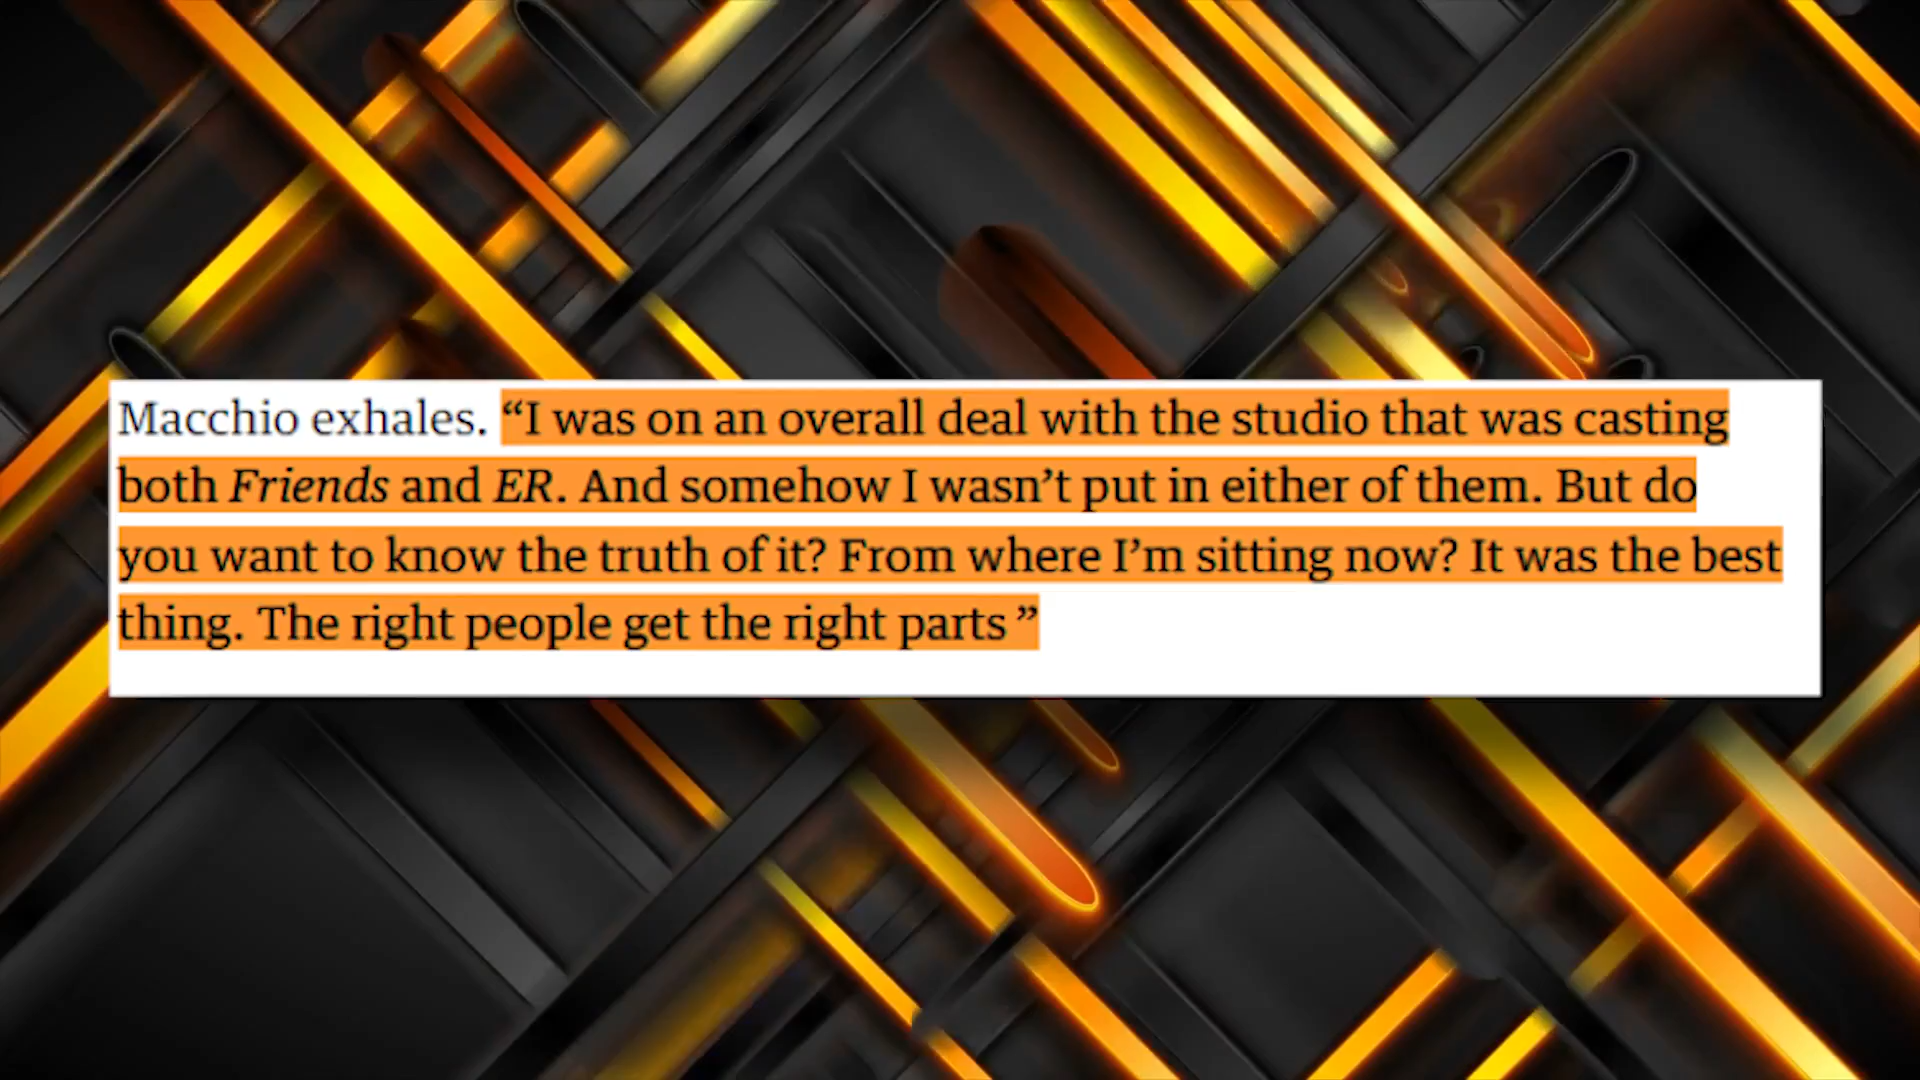 Macchio exhales. “I was on an overall deal with the studio that was casting
both Friends and ER. And somehow I wasn’t put in either of them. But do
you want to know the truth of it? From where I’m sitting now? It was the best
thing. The right people get the right parts ”